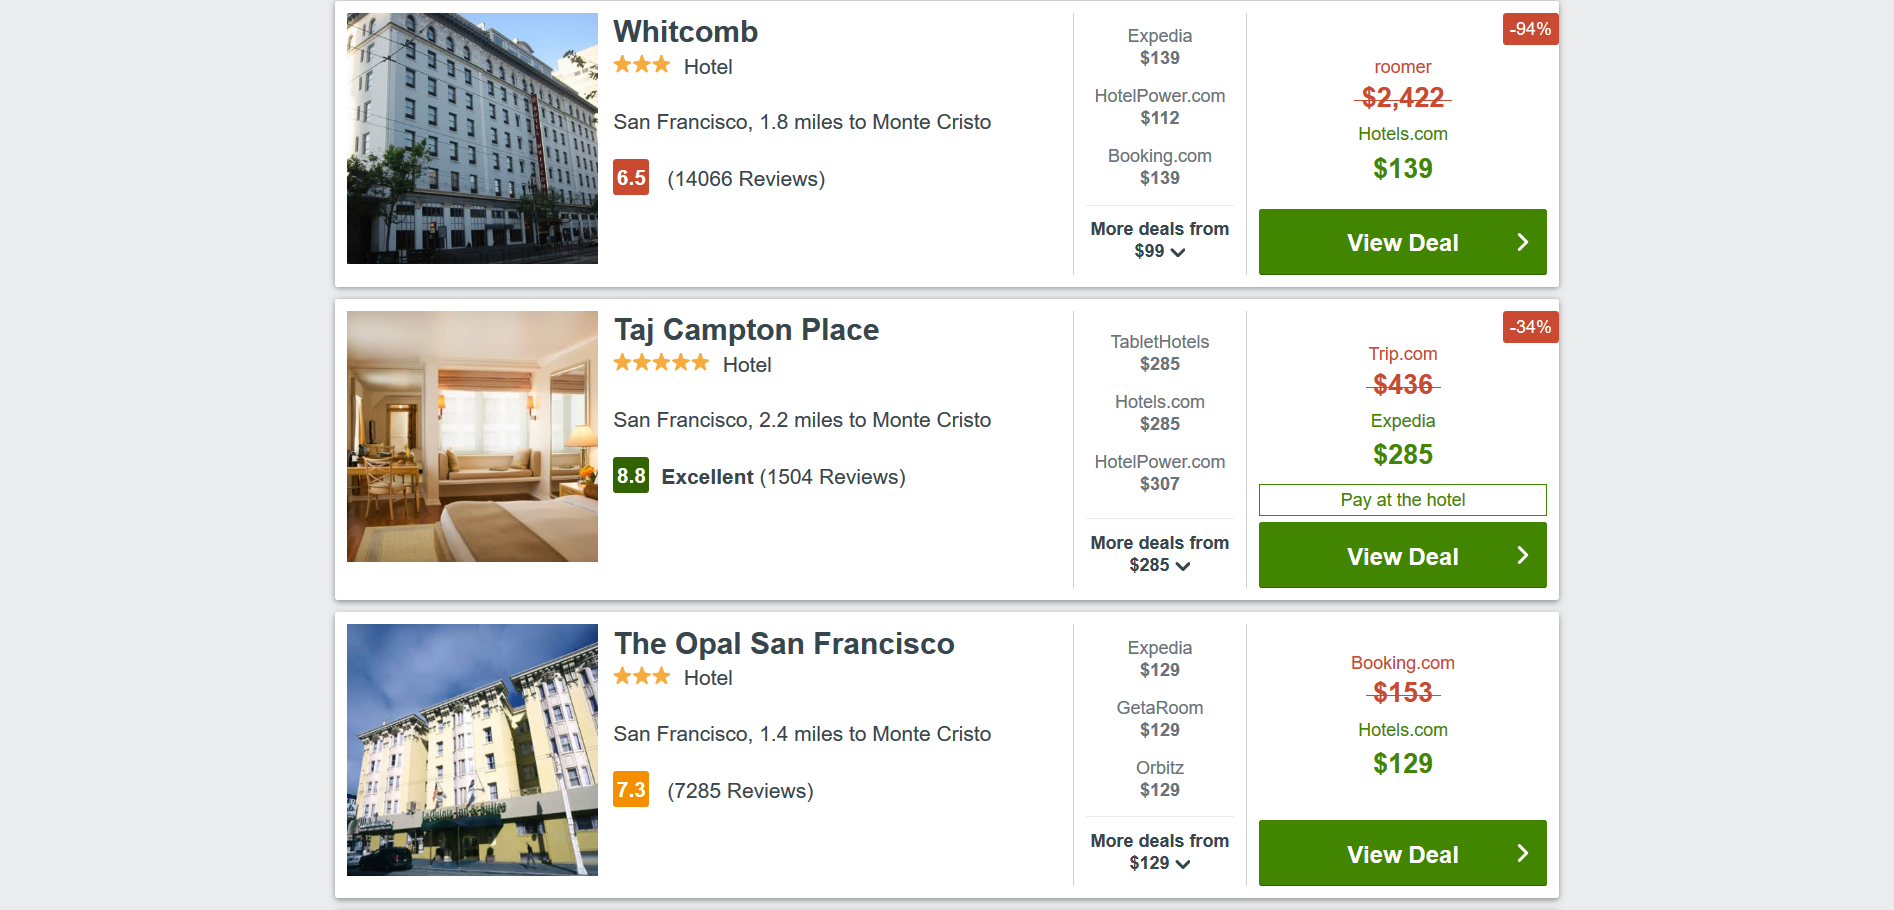 Whitcomb
Hotel
San Francisco, 1.8 miles to Monte Cristo
6.5 (14066 Reviews)
Expedia
$139
HotelPower.com
$112
Booking.com
$139
More deals from
$99
-94%
roomer
$2,422
Hotels.com
$139
View Deal
Taj Campton Place
Hotel
San Francisco, 2.2 miles to Monte Cristo
8.8 Excellent (1504 Reviews)
TabletHotels
$285
Hotels.com
$285
HotelPower.com
$307
More deals from
$285
-34%
Trip.com
$436
Expedia
$285
Pay at the hotel
View Deal
The Opal San Francisco
Hotel
San Francisco, 1.4 miles to Monte Cristo
7.3 (7285 Reviews)
Expedia
$129
GetaRoom
$129
Orbitz
$129
More deals from
$129
Booking.com
$153
Hotels.com
$129
View Deal